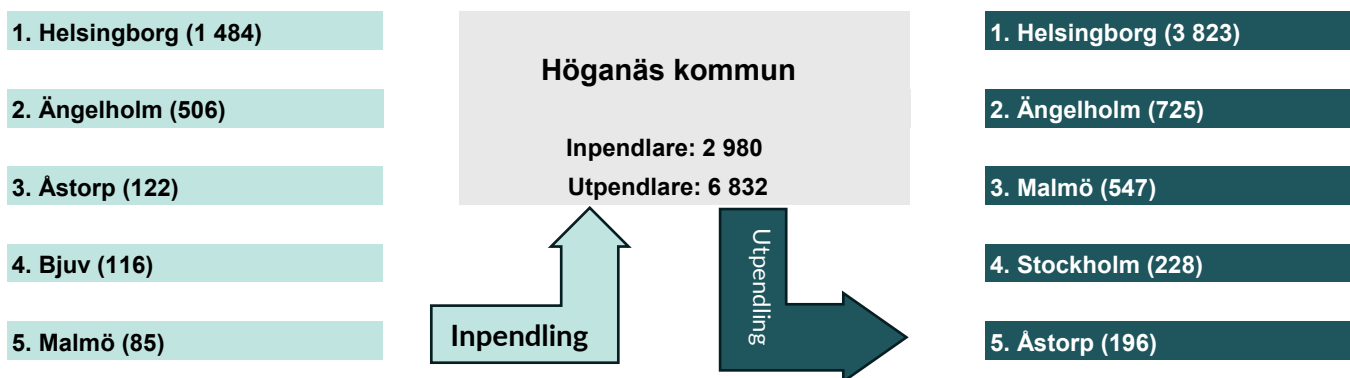 1. Helsingborg (1 484)
2. Ängelholm (506)
3. Åstorp (122)
4. Bjuv (116)
5. Malmö (85)
Höganäs kommun
Inpendlare: 2 980
Utpendlare: 6 832
Inpendling
Utpendling
1. Helsingborg (3 823)
2. Ängelholm (725)
3. Malmö (547)
4. Stockholm (228)
5. Åstorp (196)